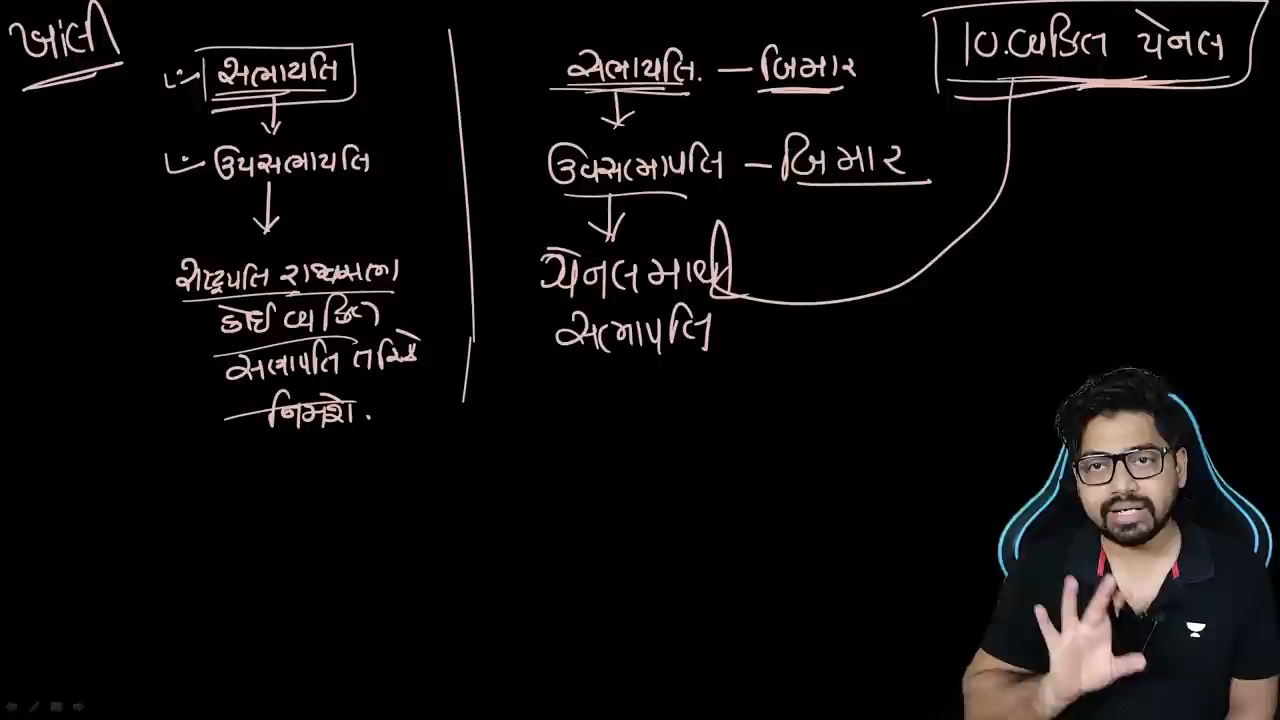 ખાલી
સભાપતિ
ઉપસભાપતિ
રાષ્ટ્રપતિ રાજ્યસભા
કોઈ વ્યકિત
સભાપતિ તરીકે
નિમશે.
સભાપતિ. – બિમાર
ઉપસભાપતિ – બિમાર
પેનલ માથી
સભાપતિ
10. વ્યકિત પેનલ